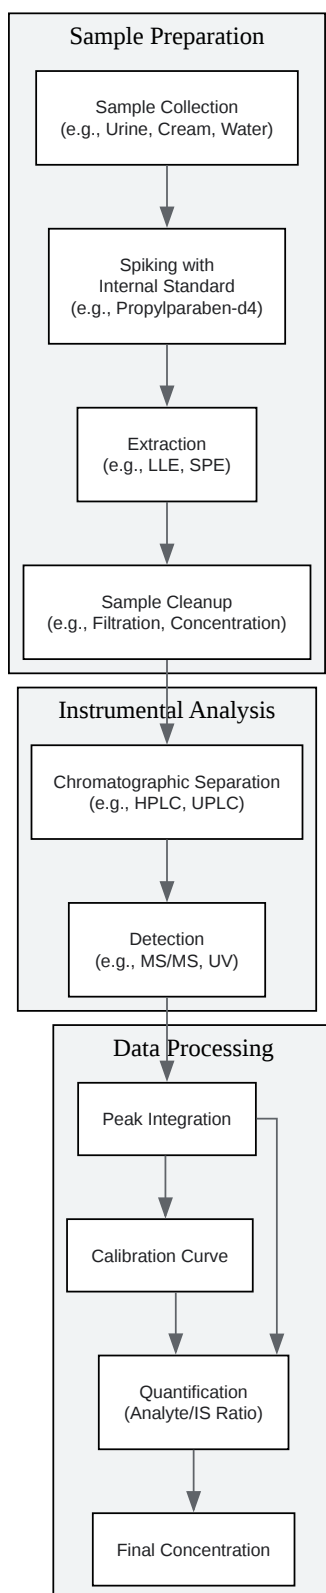 Sample Preparation
Sample Collection
(e.g., Urine, Cream, Water)
Spiking with
Internal Standard
(e.g., Propylparaben-d4)
Extraction
(e.g., LLE, SPE)
Sample Cleanup
(e.g., Filtration, Concentration)
Instrumental Analysis
Chromatographic Separation
(e.g., HPLC, UPLC)
Detection
(e.g., MS/MS, UV)
Data Processing
Peak Integration
Calibration Curve
Quantification
(Analyte/IS Ratio)
Final Concentration